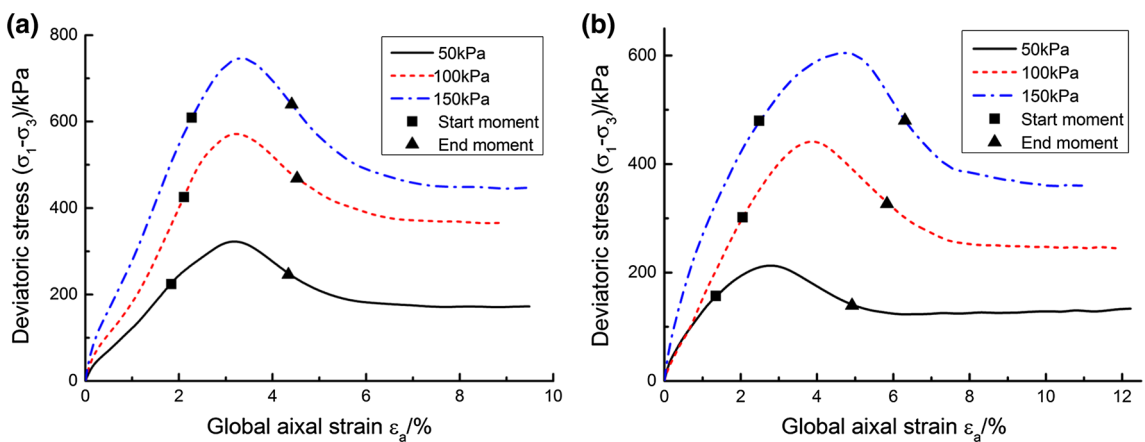 (a)
800
600
400
200
0
0 2 4 6 8 10
Deviatoric stress (σ₁-σ₃)/kPa
Global aixal strain εₐ/%
50kPa
100kPa
150kPa
Start moment
End moment
(b)
600
400
200
0
0 2 4 6 8 10 12
Deviatoric stress (σ₁-σ₃)/kPa
Global aixal strain εₐ/%
50kPa
100kPa
150kPa
Start moment
End moment